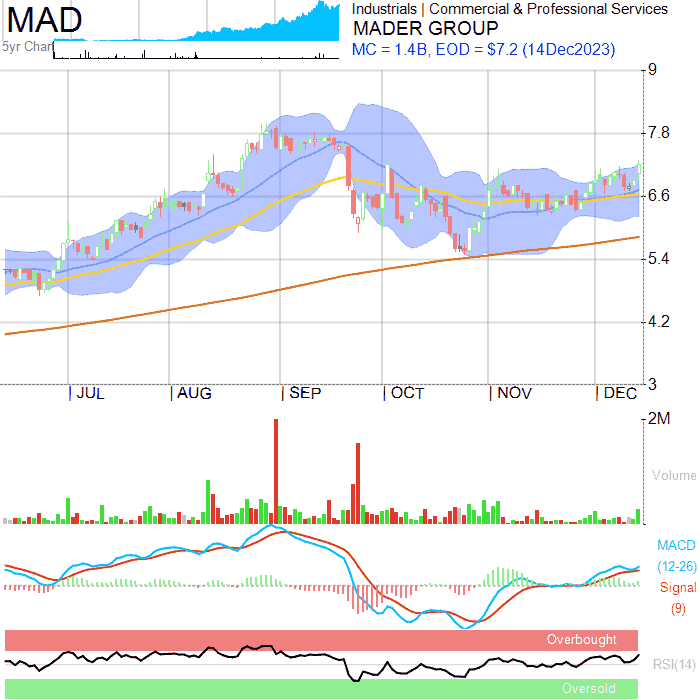 MAD
5yr Chart
Industrials | Commercial & Professional Services
MADER GROUP
MC = 1.4B, EOD = $7.2 (14Dec2023)
9
7.8
6.6
5.4
4.2
3
| JUL | AUG | SEP | OCT | NOV | DEC
2M
Volume
MACD
(12-26)
Signal
(9)
Overbought
RSI(14)
Oversold